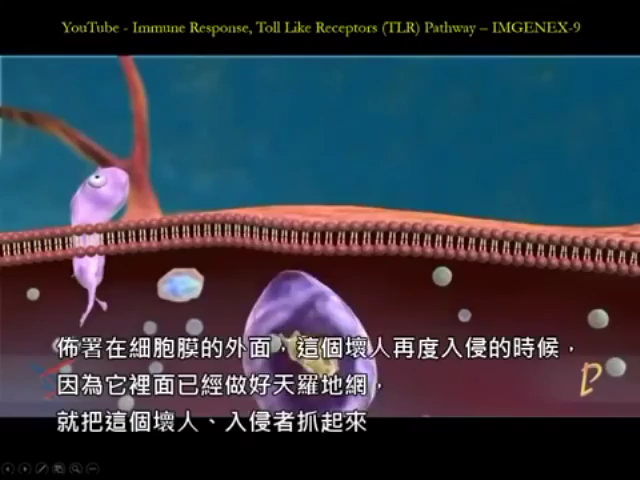 YouTube - Immune Response, Toll Like Receptors (TLR) Pathway – IMGENEX-9
佈署在細胞膜的外面，這個壞人再度入侵的時候，
因為它裡面已經做好天羅地網，
就把這個壞人、入侵者抓起來